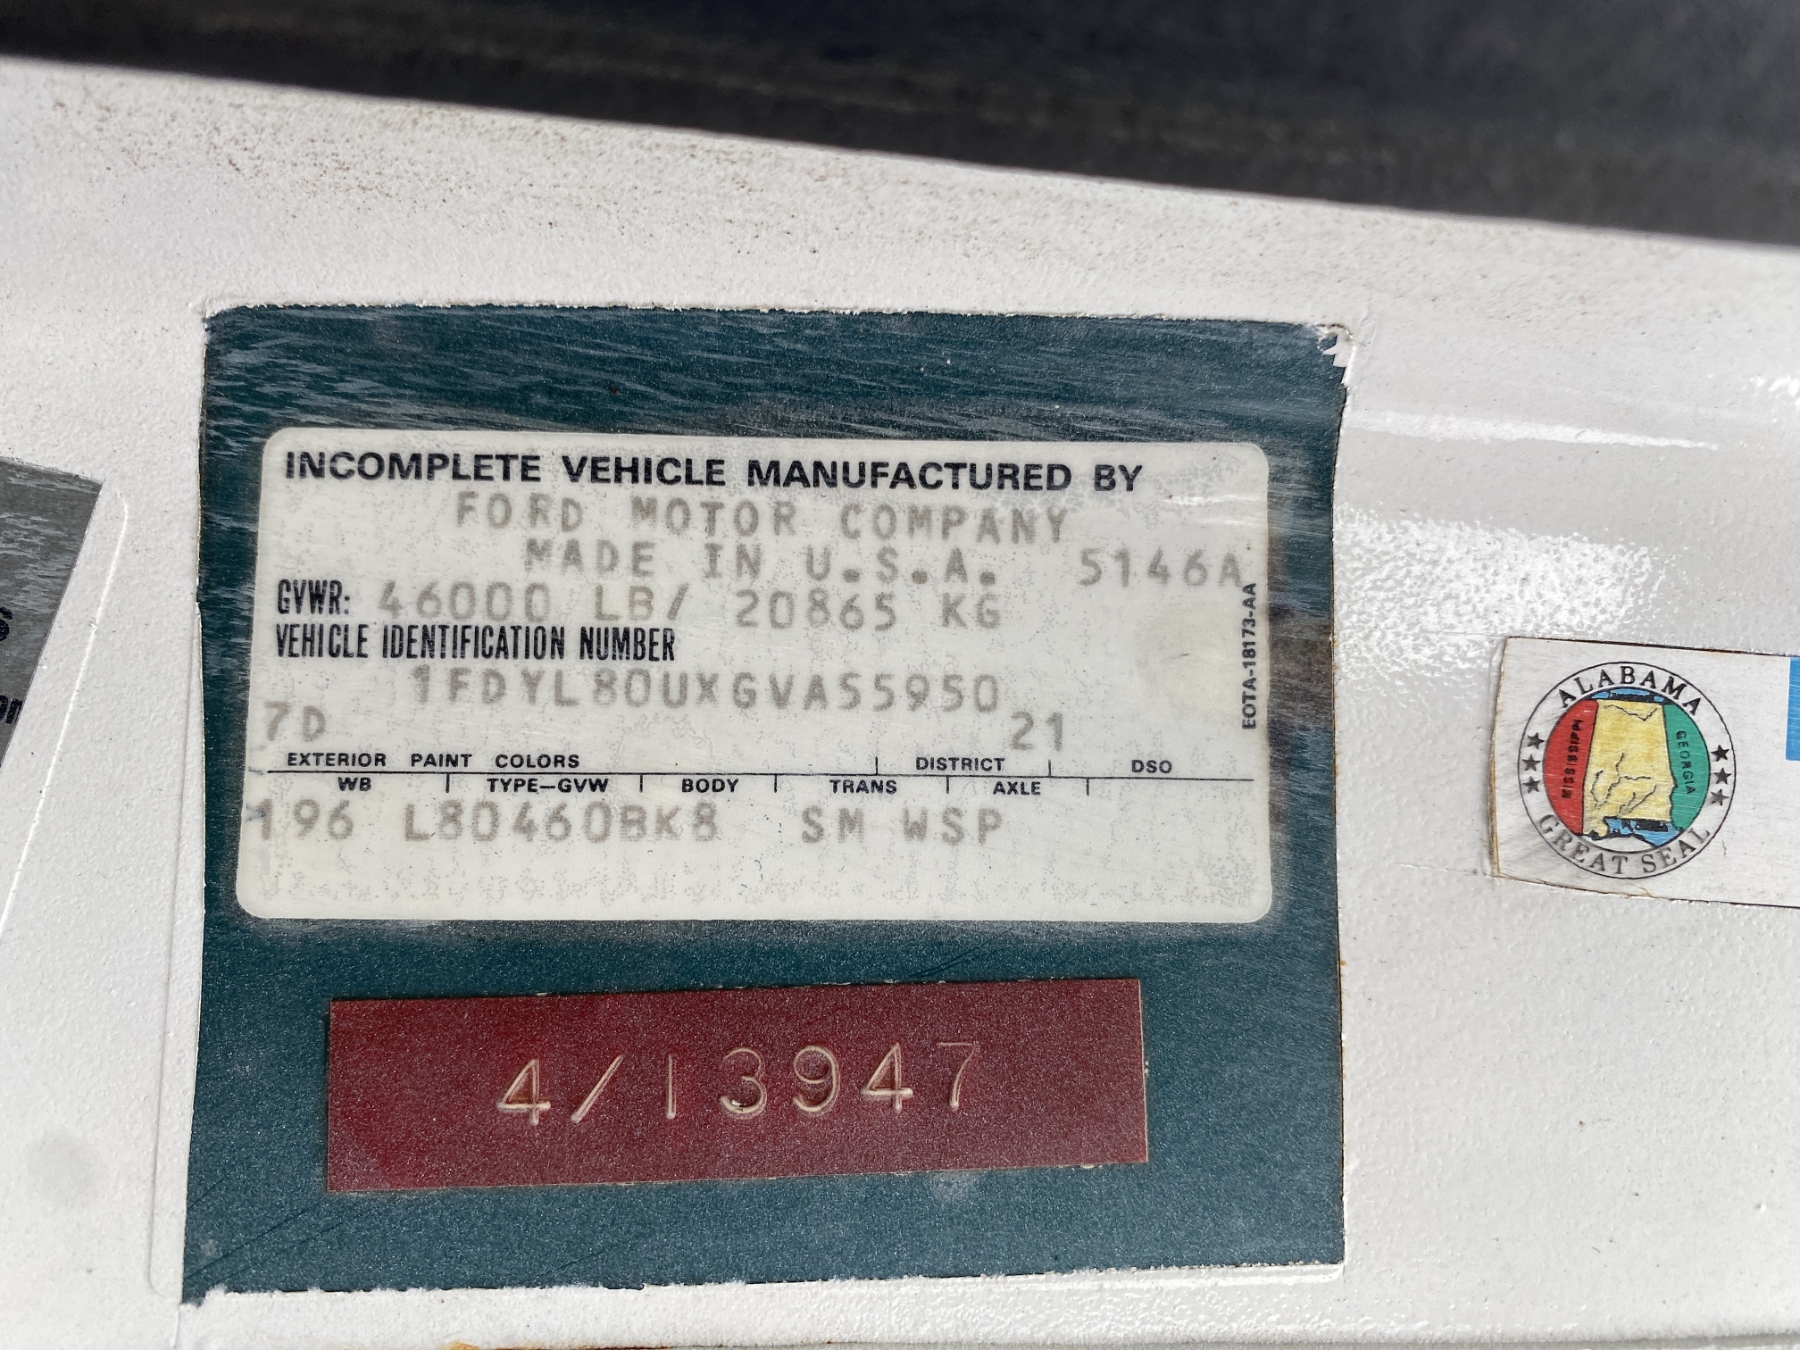 INCOMPLETE VEHICLE MANUFACTURED BY
FORD MOTOR COMPANY
MADE IN U.S.A. 5146A
GVWR: 46000 LB/ 20865 KG
VEHICLE IDENTIFICATION NUMBER
1FDYL80UXGVA55950
7D 21
EXTERIOR PAINT COLORS DISTRICT DSO
WB TYPE-GVW BODY TRANS AXLE
196 L80460BK8 SM WSP
EOTA-18173-AA
4/13947
ALABAMA
MISSISSIPPI
GEORGIA
GREAT SEAL